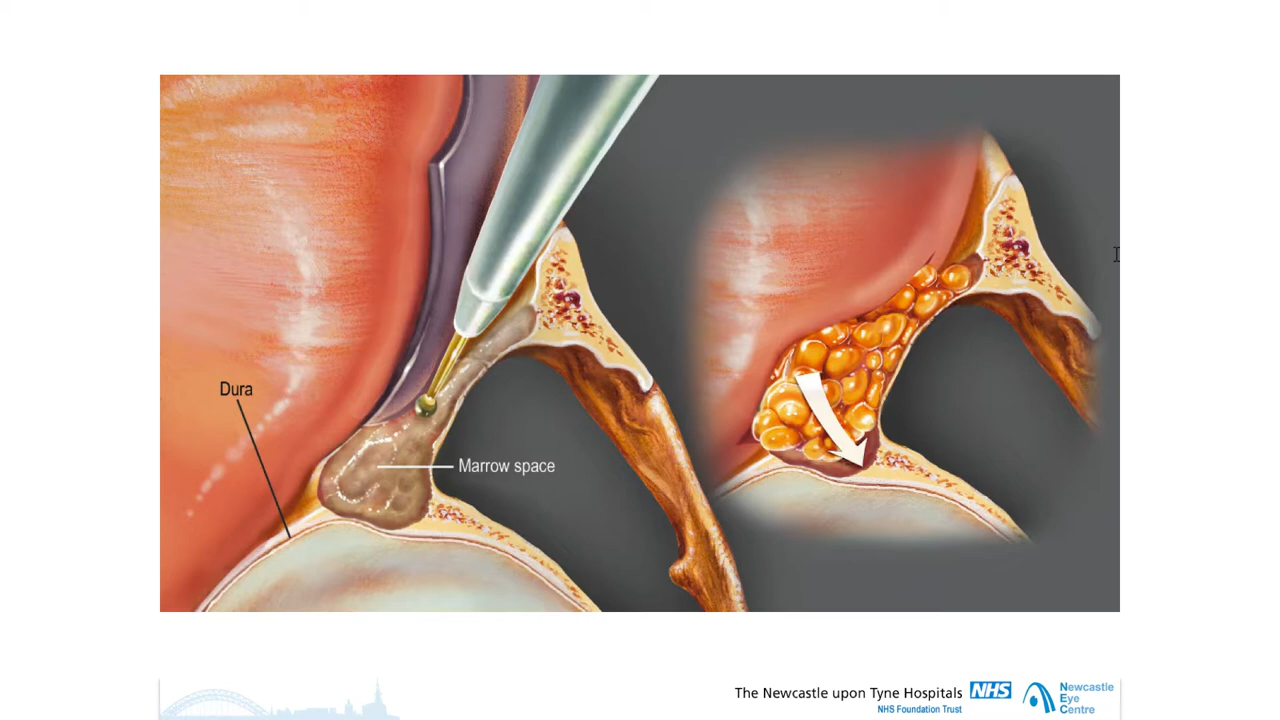 Dura
Marrow space
The Newcastle upon Tyne Hospitals NHS
NHS Foundation Trust
Newcastle
Eye
Centre